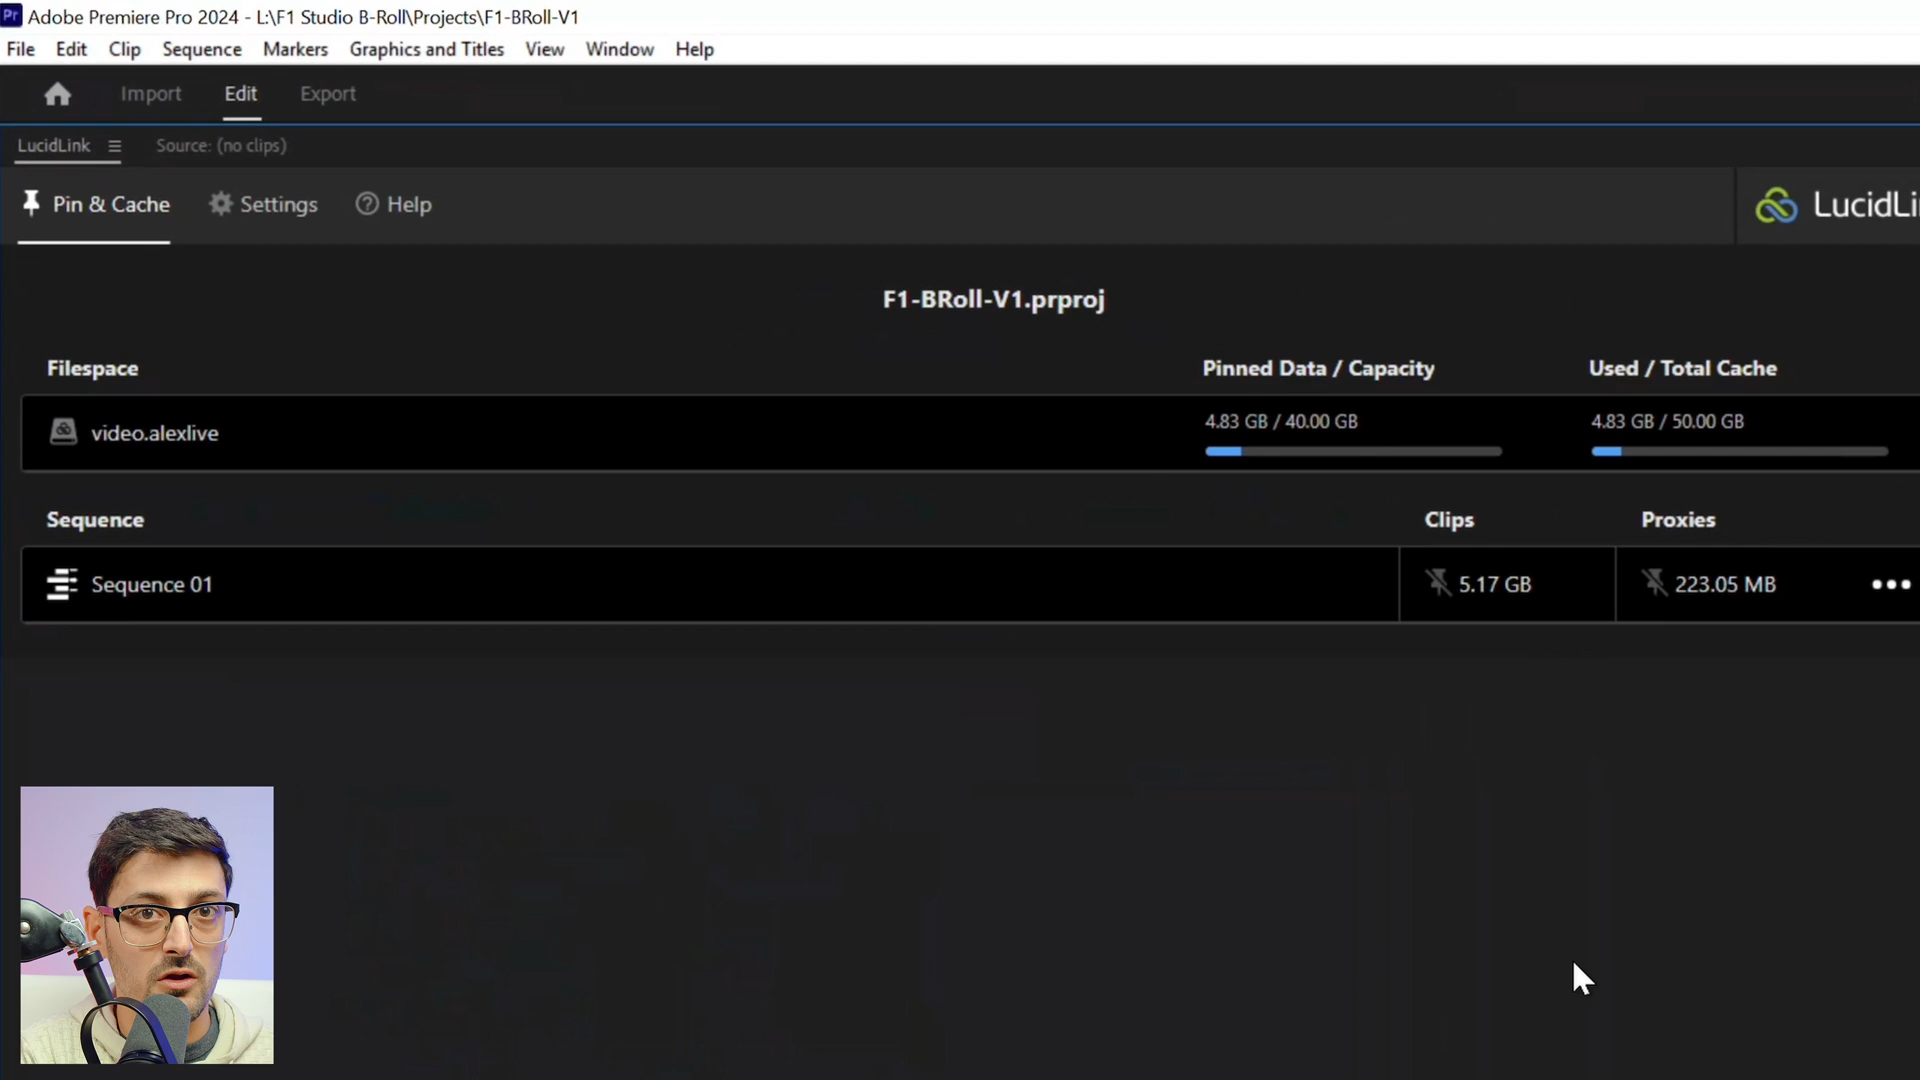 Pr Adobe Premiere Pro 2024 - L:\F1 Studio B-Roll\Projects\F1-BRoll-V1
File Edit Clip Sequence Markers Graphics and Titles View Window Help
Import Edit Export
LucidLink Source: (no clips)
Pin & Cache Settings ? Help LucidLin
F1-BRoll-V1.prproj
Filespace Pinned Data / Capacity Used / Total Cache
video.alexlive 4.83 GB / 40.00 GB 4.83 GB / 50.00 GB
Sequence Clips Proxies
Sequence 01 5.17 GB 223.05 MB